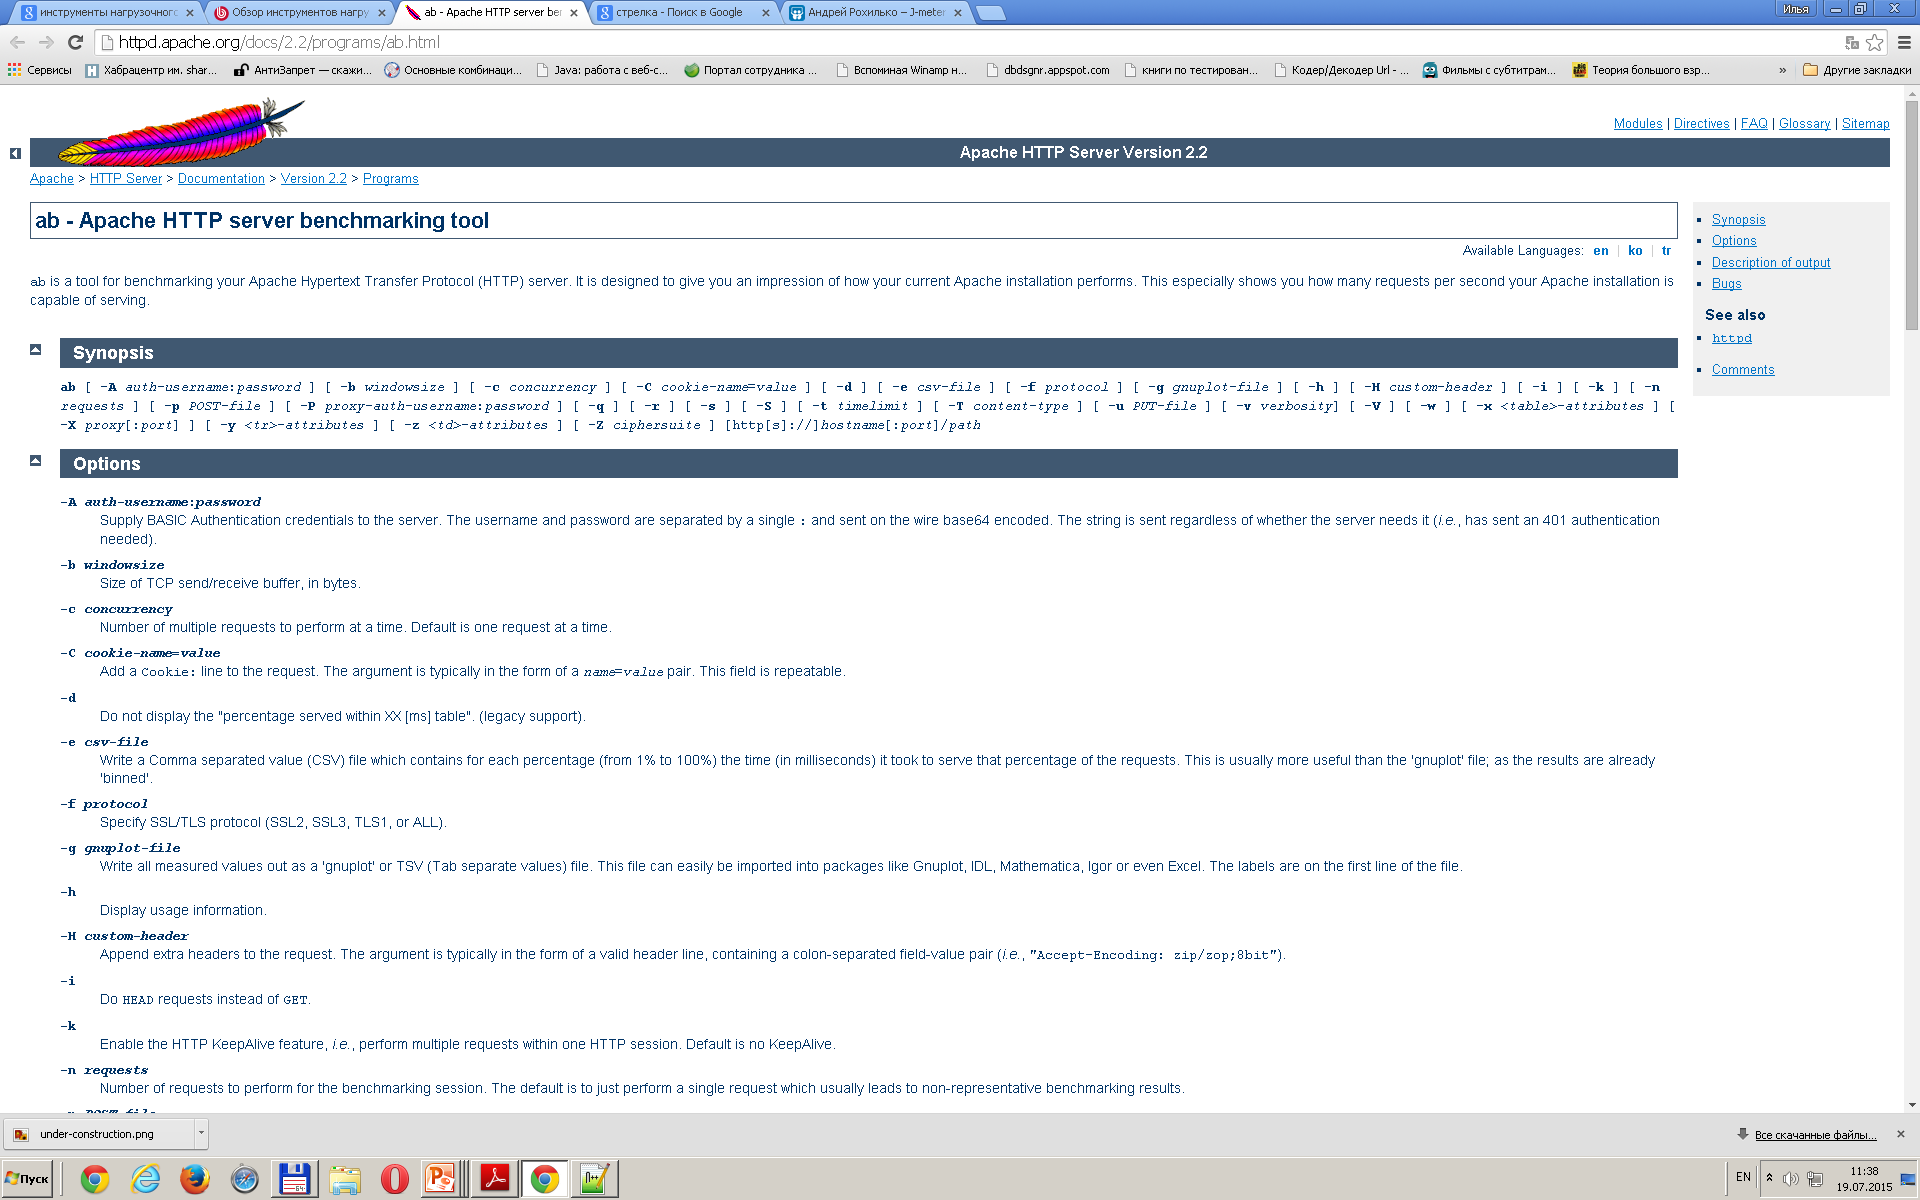 инструменты нагрузочного
Обзор инструментов нагру
ab - Apache HTTP server ber
стрелка - Поиск в Google
Андрей Рохилько – J-meter
Илья
httpd.apache.org/docs/2.2/programs/ab.html
Сервисы
Хабрацентр им. shar...
АнтиЗапрет — скажи...
Основные комбинаци...
Java: работа с веб-с...
Портал сотрудника ...
Вспоминая Winamp н...
dbdsgnr.appspot.com
книги по тестирован...
Кодер/Декодер Url - ...
Фильмы с субтитрам...
Теория большого взр...
»
Другие закладки
Modules | Directives | FAQ | Glossary | Sitemap
Apache HTTP Server Version 2.2
Apache > HTTP Server > Documentation > Version 2.2 > Programs
ab - Apache HTTP server benchmarking tool
Available Languages: en | ko | tr
ab is a tool for benchmarking your Apache Hypertext Transfer Protocol (HTTP) server. It is designed to give you an impression of how your current Apache installation performs. This especially shows you how many requests per second your Apache installation is
capable of serving.
Synopsis
Options
Description of output
Bugs
See also
httpd
Comments
Synopsis
ab [ -A auth-username:password ] [ -b windowsize ] [ -c concurrency ] [ -C cookie-name=value ] [ -d ] [ -e csv-file ] [ -f protocol ] [ -g gnuplot-file ] [ -h ] [ -H custom-header ] [ -i ] [ -k ] [ -n
requests ] [ -p POST-file ] [ -P proxy-auth-username:password ] [ -q ] [ -r ] [ -s ] [ -S ] [ -t timelimit ] [ -T content-type ] [ -u PUT-file ] [ -v verbosity] [ -V ] [ -w ] [ -x <table>-attributes ] [
-X proxy[:port] ] [ -y <tr>-attributes ] [ -z <td>-attributes ] [ -Z ciphersuite ] [http[s]://]hostname[:port]/path
Options
-A auth-username:password
Supply BASIC Authentication credentials to the server. The username and password are separated by a single : and sent on the wire base64 encoded. The string is sent regardless of whether the server needs it (i.e., has sent an 401 authentication
needed).
-b windowsize
Size of TCP send/receive buffer, in bytes.
-c concurrency
Number of multiple requests to perform at a time. Default is one request at a time.
-C cookie-name=value
Add a Cookie: line to the request. The argument is typically in the form of a name=value pair. This field is repeatable.
-d
Do not display the "percentage served within XX [ms] table". (legacy support).
-e csv-file
Write a Comma separated value (CSV) file which contains for each percentage (from 1% to 100%) the time (in milliseconds) it took to serve that percentage of the requests. This is usually more useful than the 'gnuplot' file; as the results are already
'binned'.
-f protocol
Specify SSL/TLS protocol (SSL2, SSL3, TLS1, or ALL).
-g gnuplot-file
Write all measured values out as a 'gnuplot' or TSV (Tab separate values) file. This file can easily be imported into packages like Gnuplot, IDL, Mathematica, Igor or even Excel. The labels are on the first line of the file.
-h
Display usage information.
-H custom-header
Append extra headers to the request. The argument is typically in the form of a valid header line, containing a colon-separated field-value pair (i.e., "Accept-Encoding: zip/zop;8bit").
-i
Do HEAD requests instead of GET.
-k
Enable the HTTP KeepAlive feature, i.e., perform multiple requests within one HTTP session. Default is no KeepAlive.
-n requests
Number of requests to perform for the benchmarking session. The default is to just perform a single request which usually leads to non-representative benchmarking results.
under-construction.png
Все скачанные файлы...
Пуск
EN
11:38
19.07.2015